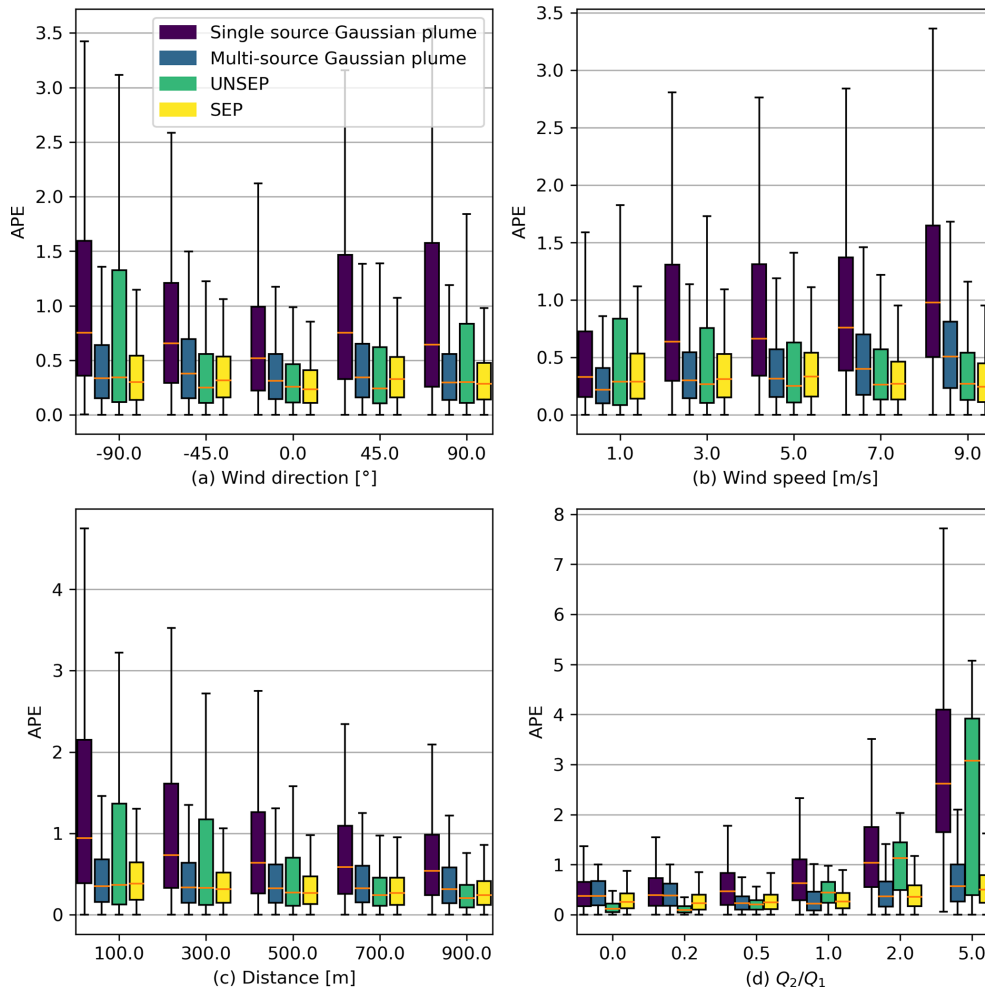 Single source Gaussian plume
Multi-source Gaussian plume
UNSEP
SEP
APE
3.5
3.0
2.5
2.0
1.5
1.0
0.5
0.0
-90.0 -45.0 0.0 45.0 90.0
(a) Wind direction [°]
APE
3.5
3.0
2.5
2.0
1.5
1.0
0.5
0.0
1.0 3.0 5.0 7.0 9.0
(b) Wind speed [m/s]
APE
4
3
2
1
0
100.0 300.0 500.0 700.0 900.0
(c) Distance [m]
APE
8
7
6
5
4
3
2
1
0
0.0 0.2 0.5 1.0 2.0 5.0
(d) Q₂/Q₁